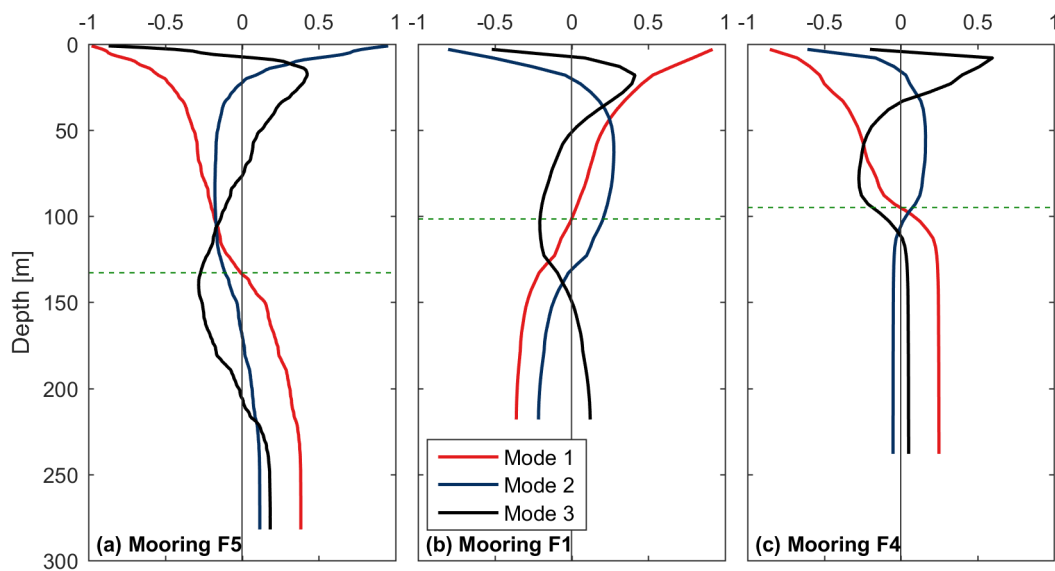 -1 -0.5 0 0.5 1 -1 -0.5 0 0.5 1 -1 -0.5 0 0.5 1
0
50
100
150
200
250
300
Depth [m]
Mode 1
Mode 2
Mode 3
(a) Mooring F5
(b) Mooring F1
(c) Mooring F4